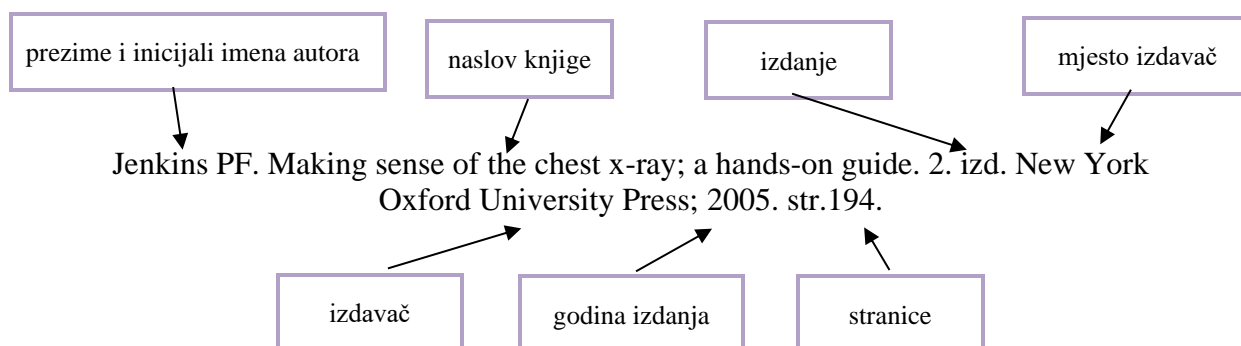 prezime i inicijali imena autora
naslov knjige
izdanje
mjesto izdavač
Jenkins PF. Making sense of the chest x-ray; a hands-on guide. 2. izd. New York
Oxford University Press; 2005. str.194.
izdavač
godina izdanja
stranice